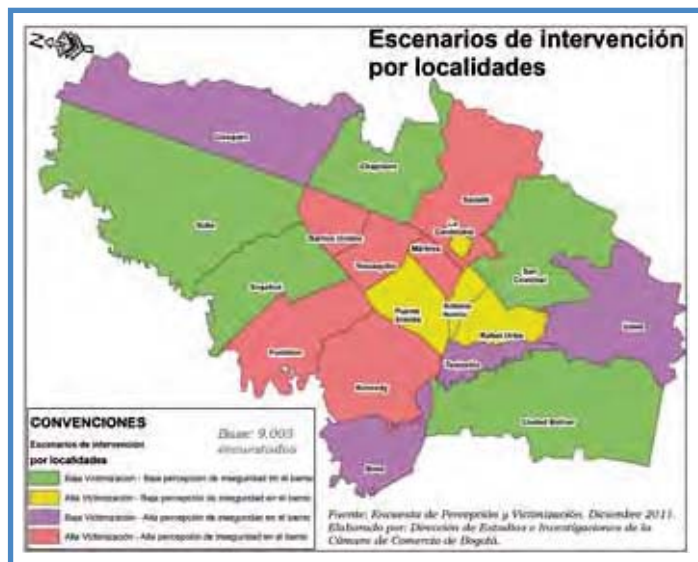 Escenarios de intervención
por localidades
Usaquén
Chapinero
Santafé
Suba
La
Candelaria
Barrios Unidos
Mártires
Teusaquillo
San
Cristóbal
Engativá
Puente
Aranda
Antonio
Nariño
Rafael Uribe
Usme
Fontibón
Tunjuelito
Kennedy
Ciudad Bolívar
Bosa
CONVENCIONES
Escenarios de intervención
por localidades
Base: 9.003
encuestados
Baja Victimización - Baja percepción de inseguridad en el barrio
Alta Victimización - Baja percepción de inseguridad en el barrio
Baja Victimización - Alta percepción de inseguridad en el barrio
Alta Victimización - Alta percepción de inseguridad en el barrio
Fuente: Encuesta de Percepción y Victimización. Diciembre 2011.
Elaborado por: Dirección de Estudios e Investigaciones de la
Cámara de Comercio de Bogotá.